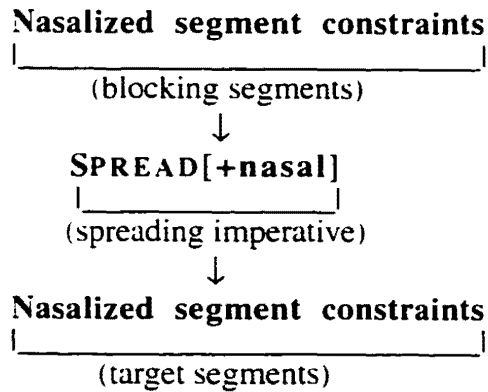 Nasalized segment constraints
(blocking segments)
↓
SPREAD[+nasal]
(spreading imperative)
↓
Nasalized segment constraints
(target segments)